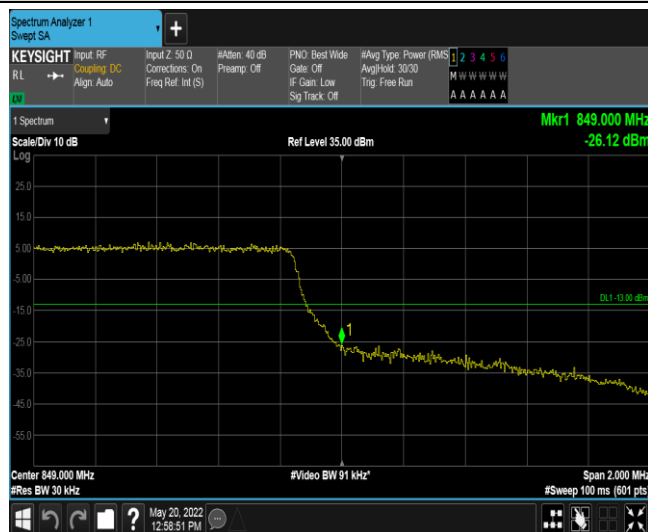 Spectrum Analyzer 1
Swept SA
KEYSIGHT
RL
Input: RF
Coupling: DC
Align: Auto
Input Z: 50 Ω
Corrections: On
Freq Ref: Int (S)
#Atten: 40 dB
Preamp: Off
PNO: Best Wide
Gate: Off
IF Gain: Low
Sig Track: Off
#Avg Type: Power (RMS
Avg|Hold: 30/30
Trig: Free Run
1 2 3 4 5 6
M W W W W W
A A A A A A
LXI
1 Spectrum
Scale/Div 10 dB
Log
Ref Level 35.00 dBm
Mkr1 849.000 MHz
-26.12 dBm
25.0
15.0
5.00
-5.00
DL1 -13.00 dBm
-15.0
1
-25.0
-35.0
-45.0
-55.0
Center 849.000 MHz
#Video BW 91 kHz*
Span 2.000 MHz
#Res BW 30 kHz
#Sweep 100 ms (601 pts)
?
May 20, 2022
12:58:51 PM